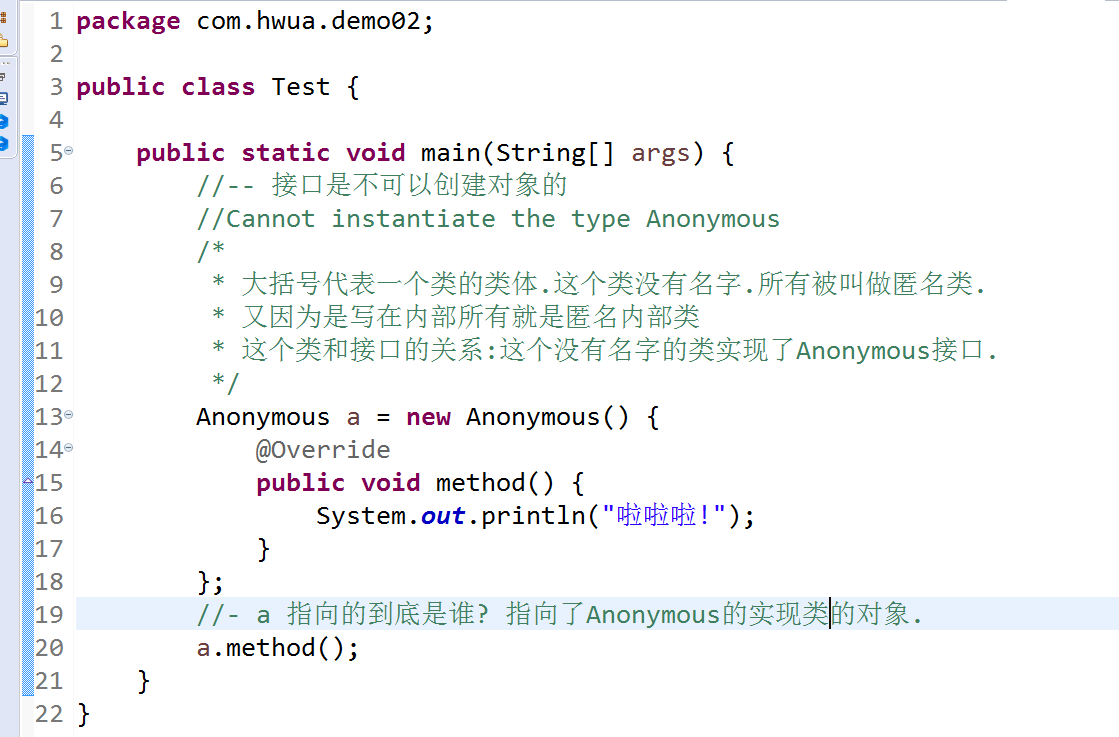 1 package com.hwua.demo02;
2
3 public class Test {
4
5 public static void main(String[] args) {
6 //-- 接口是不可以创建对象的
7 //Cannot instantiate the type Anonymous
8 /*
9 * 大括号代表一个类的类体.这个类没有名字.所有被叫做匿名类.
10 * 又因为是写在内部所有就是匿名内部类
11 * 这个类和接口的关系:这个没有名字的类实现了Anonymous接口.
12 */
13 Anonymous a = new Anonymous() {
14 @Override
15 public void method() {
16 System.out.println("啦啦啦!");
17 }
18 };
19 //- a 指向的到底是谁? 指向了Anonymous的实现类的对象.
20 a.method();
21 }
22 }